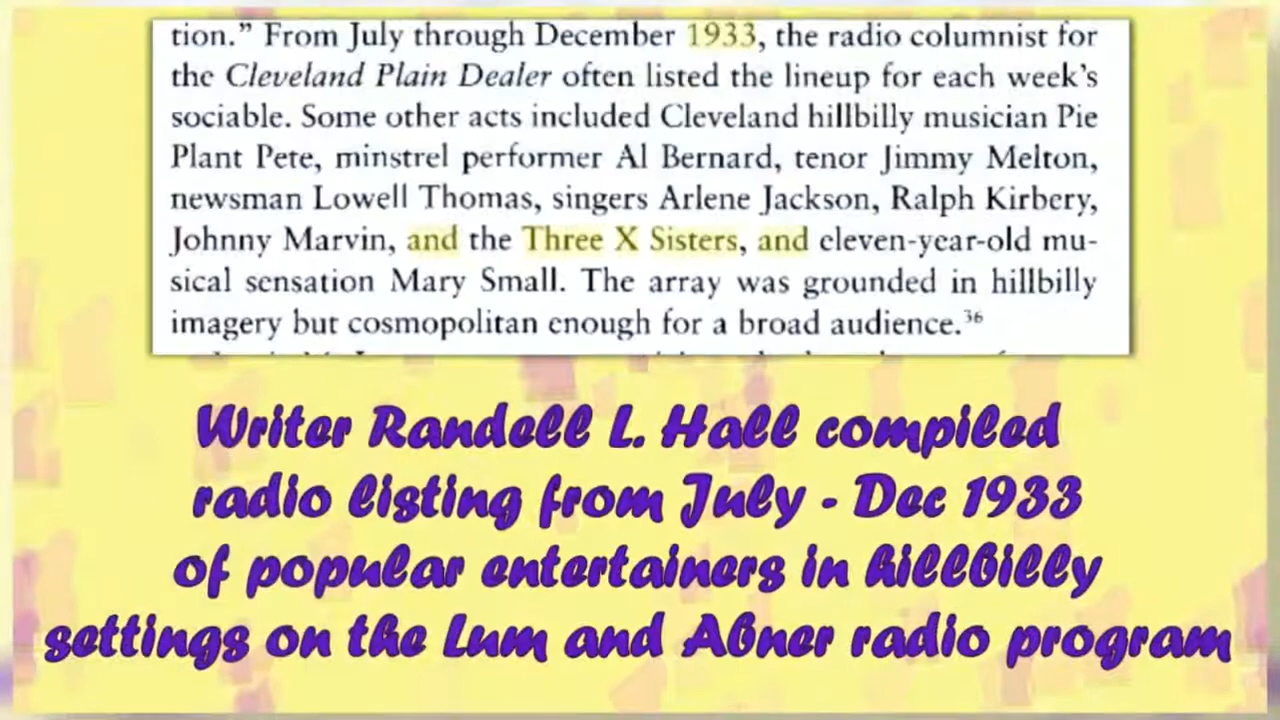 tion.” From July through December 1933, the radio columnist for
the Cleveland Plain Dealer often listed the lineup for each week’s
sociable. Some other acts included Cleveland hillbilly musician Pie
Plant Pete, minstrel performer Al Bernard, tenor Jimmy Melton,
newsman Lowell Thomas, singers Arlene Jackson, Ralph Kirbery,
Johnny Marvin, and the Three X Sisters, and eleven-year-old mu-
sical sensation Mary Small. The array was grounded in hillbilly
imagery but cosmopolitan enough for a broad audience.³⁶
Writer Randell L. Hall compiled
radio listing from July - Dec 1933
of popular entertainers in hillbilly
settings on the Lum and Abner radio program